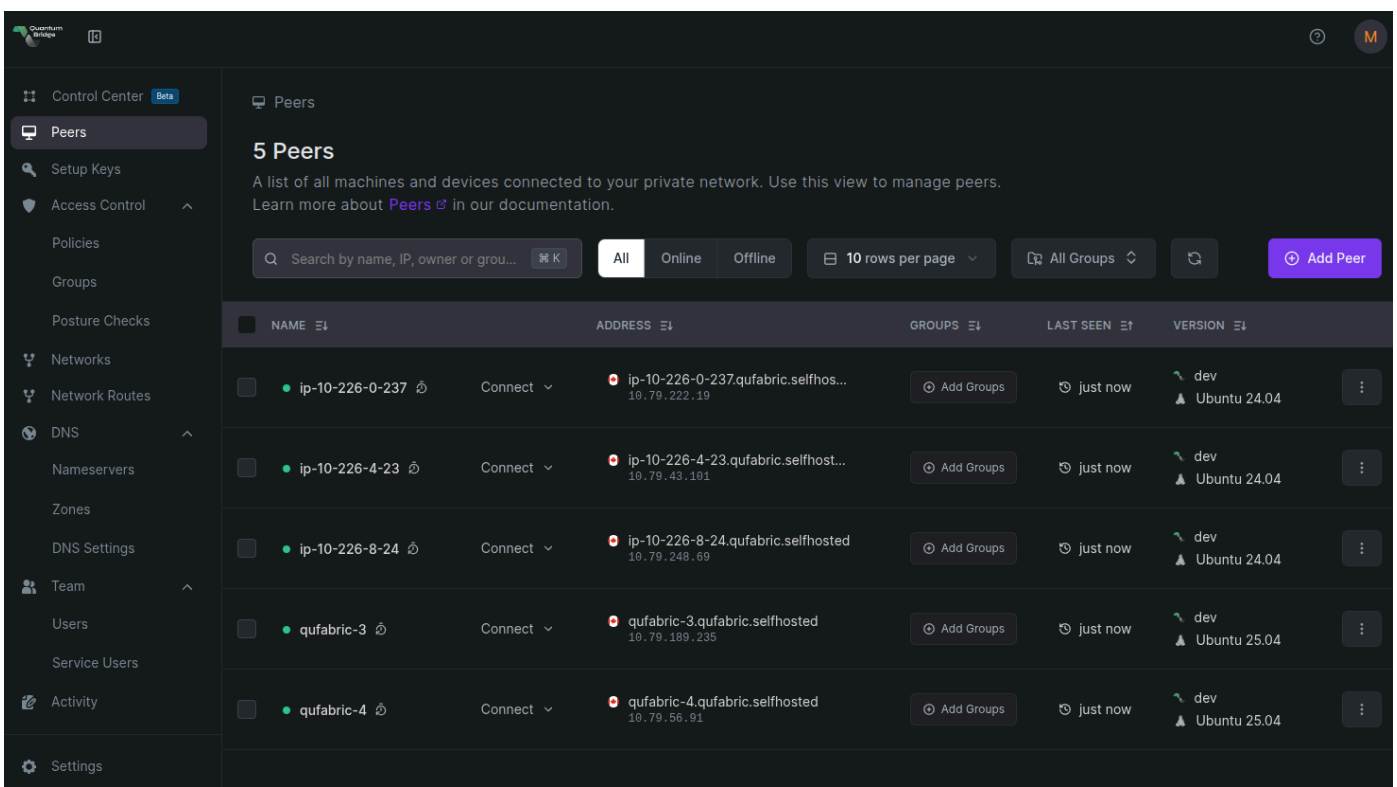 Quantum
Bridge
M
Control Center Beta
Peers
Setup Keys
Access Control
Policies
Groups
Posture Checks
Networks
Network Routes
DNS
Nameservers
Zones
DNS Settings
Team
Users
Service Users
Activity
Settings
Peers
5 Peers
A list of all machines and devices connected to your private network. Use this view to manage peers.
Learn more about Peers in our documentation.
Search by name, IP, owner or grou... ⌘ K
All Online Offline
10 rows per page
All Groups
Add Peer
NAME ADDRESS GROUPS LAST SEEN VERSION
ip-10-226-0-237 Connect ip-10-226-0-237.qufabric.selfhos... Add Groups just now dev
10.79.222.19 Ubuntu 24.04
ip-10-226-4-23 Connect ip-10-226-4-23.qufabric.selfhost... Add Groups just now dev
10.79.43.101 Ubuntu 24.04
ip-10-226-8-24 Connect ip-10-226-8-24.qufabric.selfhosted Add Groups just now dev
10.79.248.69 Ubuntu 24.04
qufabric-3 Connect qufabric-3.qufabric.selfhosted Add Groups just now dev
10.79.189.235 Ubuntu 25.04
qufabric-4 Connect qufabric-4.qufabric.selfhosted Add Groups just now dev
10.79.56.91 Ubuntu 25.04